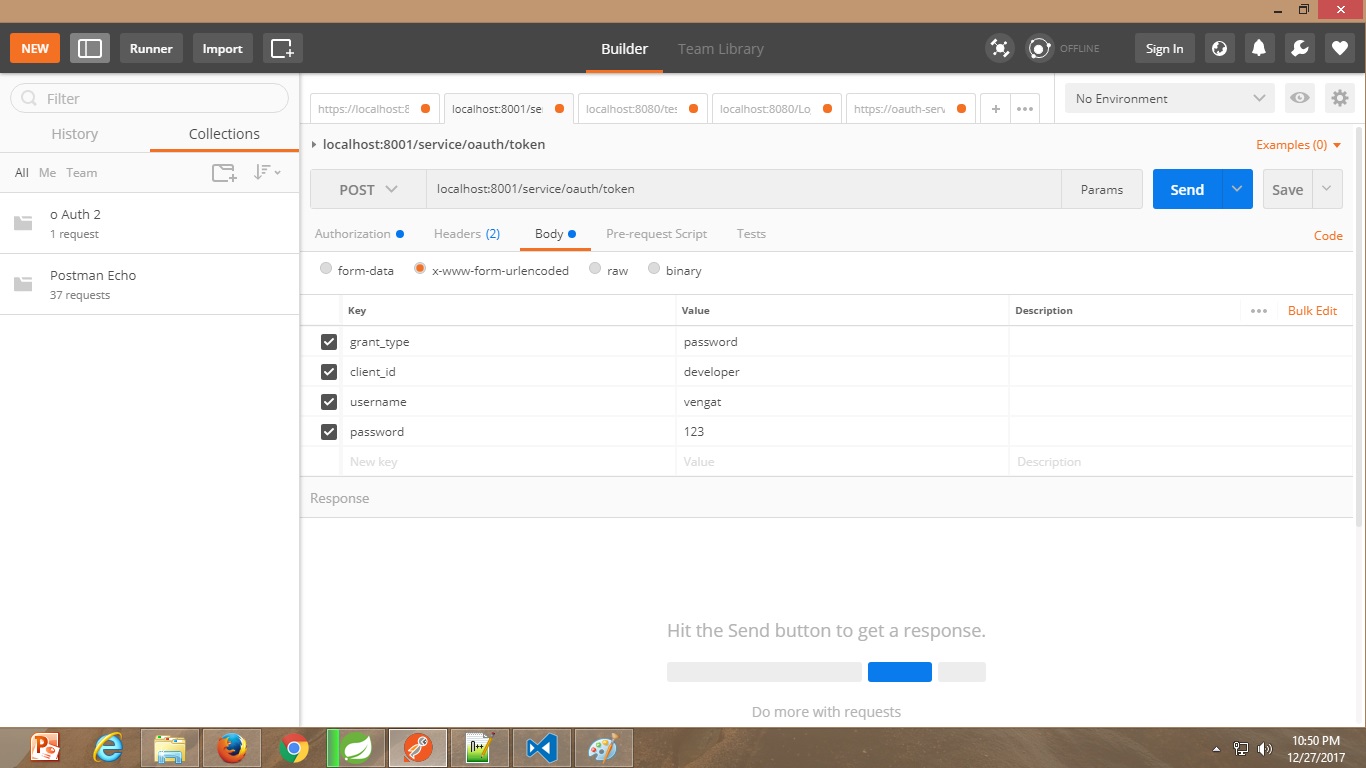 NEW
Runner
Import
Builder
Team Library
OFFLINE
Sign In
Filter
History
Collections
All Me Team
o Auth 2
1 request
Postman Echo
37 requests
https://localhost:8
localhost:8001/se
localhost:8080/tes
localhost:8080/Lo
https://oauth-serv
+
No Environment
localhost:8001/service/oauth/token
Examples (0)
POST
localhost:8001/service/oauth/token
Params
Send
Save
Authorization
Headers (2)
Body
Pre-request Script
Tests
Code
form-data
x-www-form-urlencoded
raw
binary
Key Value Description
Bulk Edit
grant_type password
client_id developer
username vengat
password 123
New key Value Description
Response
Hit the Send button to get a response.
Do more with requests
10:50 PM
12/27/2017